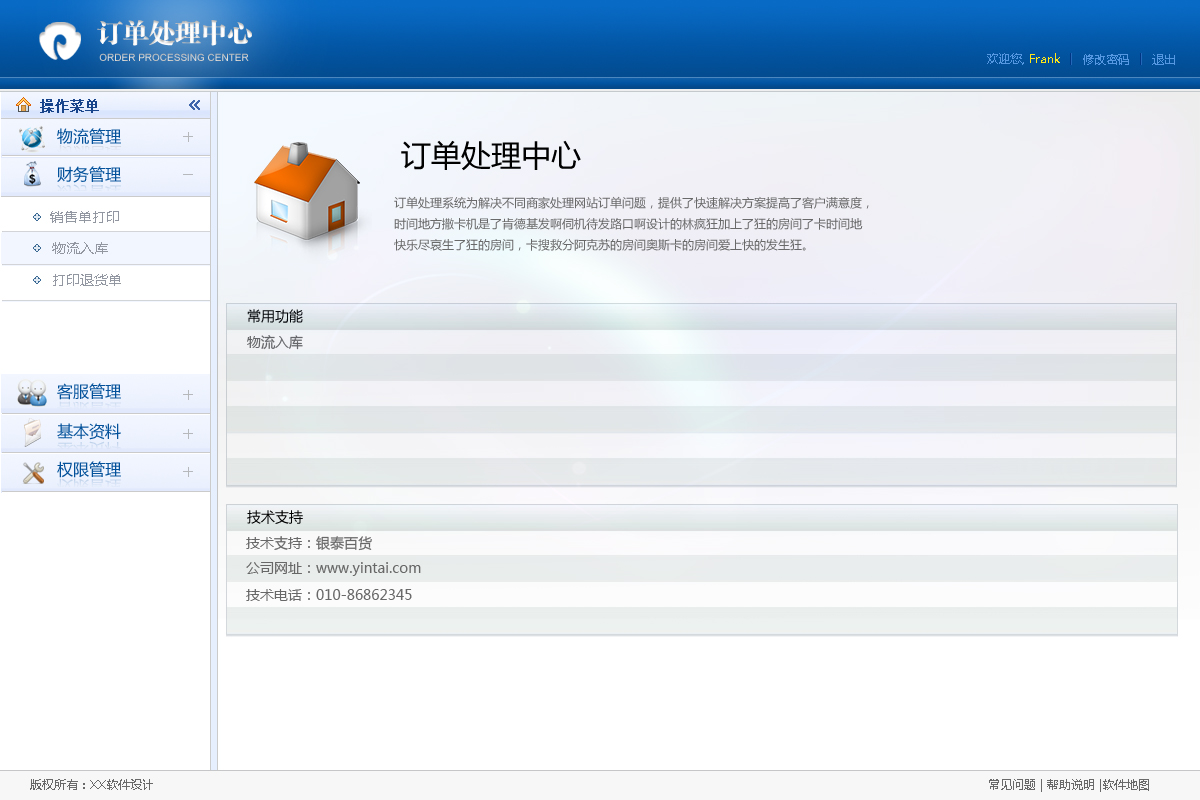 订单处理中心
ORDER PROCESSING CENTER
欢迎您, Frank | 修改密码 | 退出
操作菜单
物流管理
财务管理
销售单打印
物流入库
打印退货单
客服管理
基本资料
权限管理
订单处理中心
订单处理系统为解决不同商家处理网站订单问题，提供了快速解决方案提高了客户满意度，
时间地方撒卡机是了肯德基发啊伺机待发路口啊设计的林疯狂加上了狂的房间了卡时间地
快乐尽哀生了狂的房间，卡搜救分阿克苏的房间奥斯卡的房间爱上快的发生狂。
常用功能
物流入库
技术支持
技术支持：银泰百货
公司网址：www.yintai.com
技术电话：010-86862345
版权所有：XX软件设计
常见问题 | 帮助说明 |软件地图